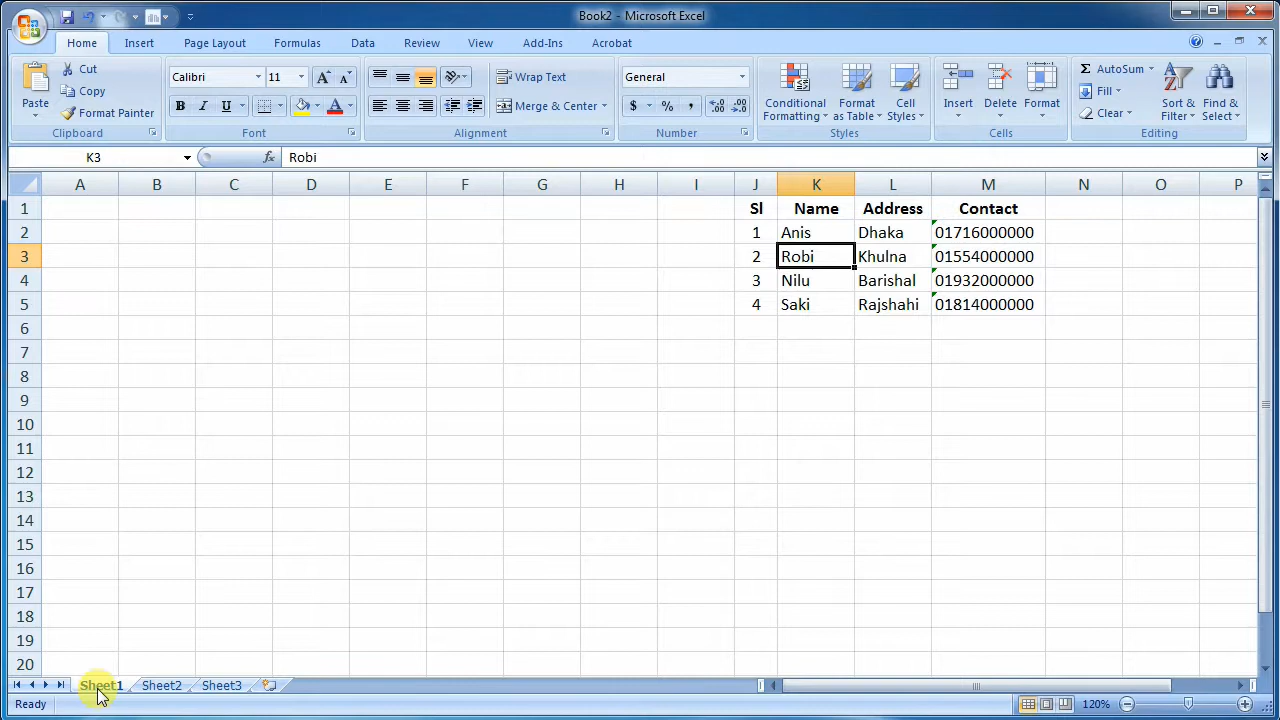 Book2 - Microsoft Excel
Home Insert Page Layout Formulas Data Review View Add-Ins Acrobat
Paste
Cut
Copy
Format Painter
Clipboard
Calibri 11
B I U A
Font
Wrap Text
Merge & Center
Alignment
General
$ % , .00
Number
Conditional Formatting
Format as Table
Cell Styles
Styles
Insert Delete Format
Cells
Σ AutoSum
Fill
Clear
Sort & Filter
Find & Select
Editing
K3 fx Robi
A B C D E F G H I J K L M N O P
1 Sl Name Address Contact
2 1 Anis Dhaka 01716000000
3 2 Robi Khulna 01554000000
4 3 Nilu Barishal 01932000000
5 4 Saki Rajshahi 01814000000
6
7
8
9
10
11
12
13
14
15
16
17
18
19
20
Sheet1 Sheet2 Sheet3
Ready 120%